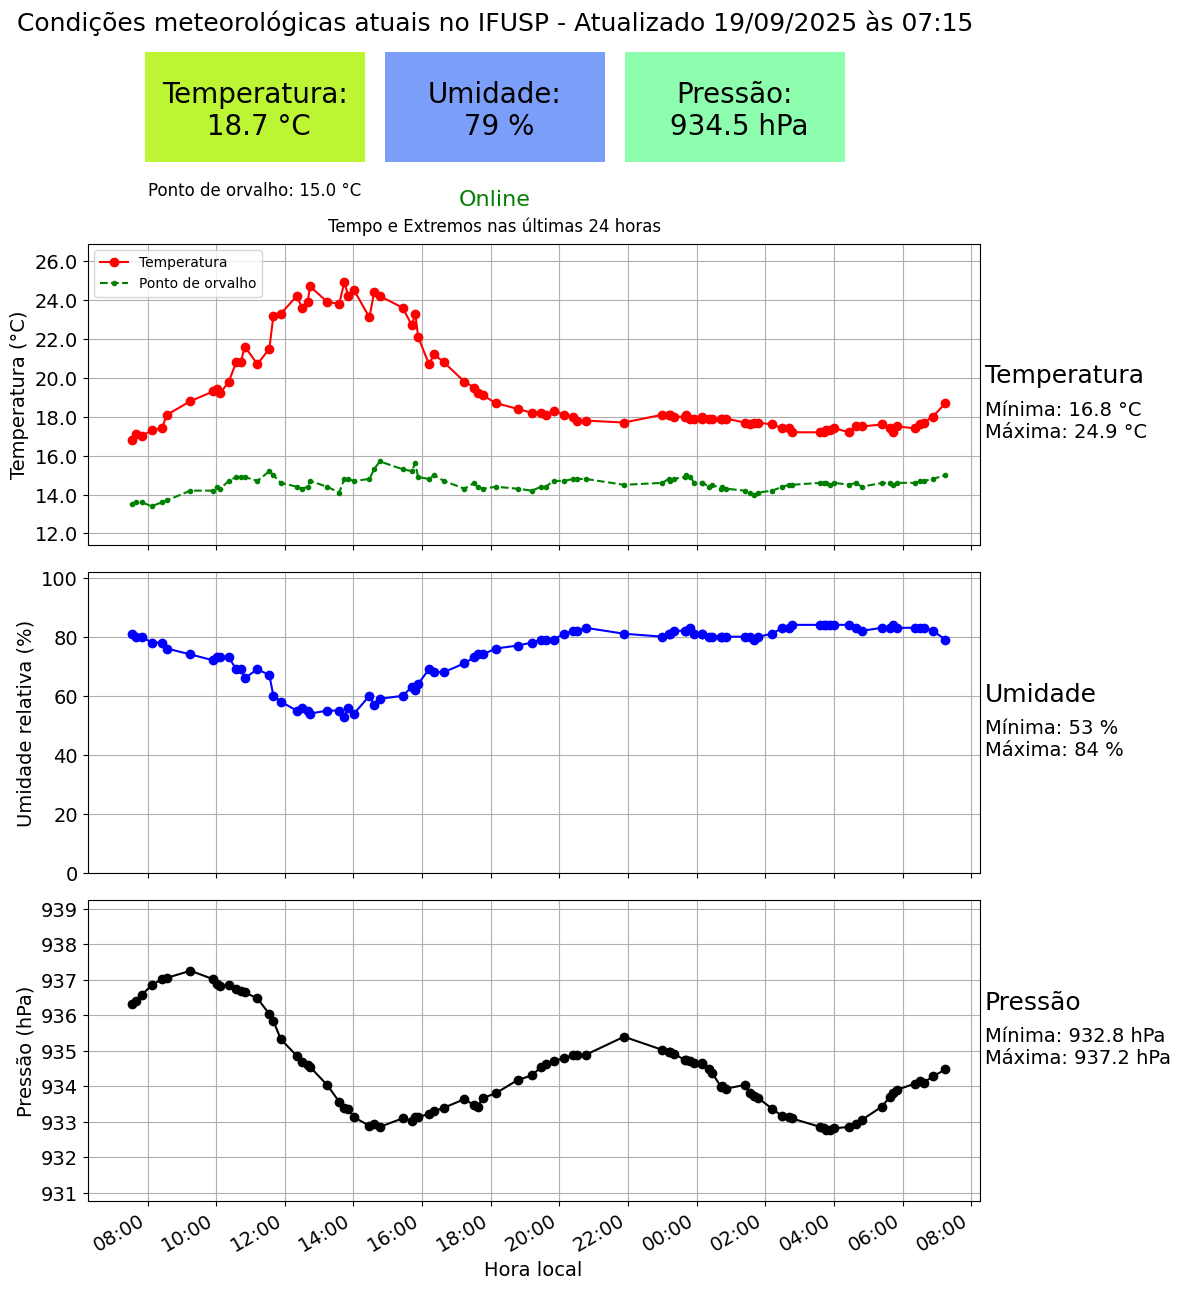 Condições meteorológicas atuais no IFUSP - Atualizado 19/09/2025 às 07:15
Temperatura:
18.7 °C
Umidade:
79 %
Pressão:
934.5 hPa
Ponto de orvalho: 15.0 °C
Online
Tempo e Extremos nas últimas 24 horas
Temperatura
Ponto de orvalho
Temperatura (°C)
26.0
24.0
22.0
20.0
18.0
16.0
14.0
12.0
Temperatura
Mínima: 16.8 °C
Máxima: 24.9 °C
Umidade relativa (%)
100
80
60
40
20
0
Umidade
Mínima: 53 %
Máxima: 84 %
Pressão (hPa)
939
938
937
936
935
934
933
932
931
Pressão
Mínima: 932.8 hPa
Máxima: 937.2 hPa
08:00
10:00
12:00
14:00
16:00
18:00
20:00
22:00
00:00
02:00
04:00
06:00
08:00
Hora local